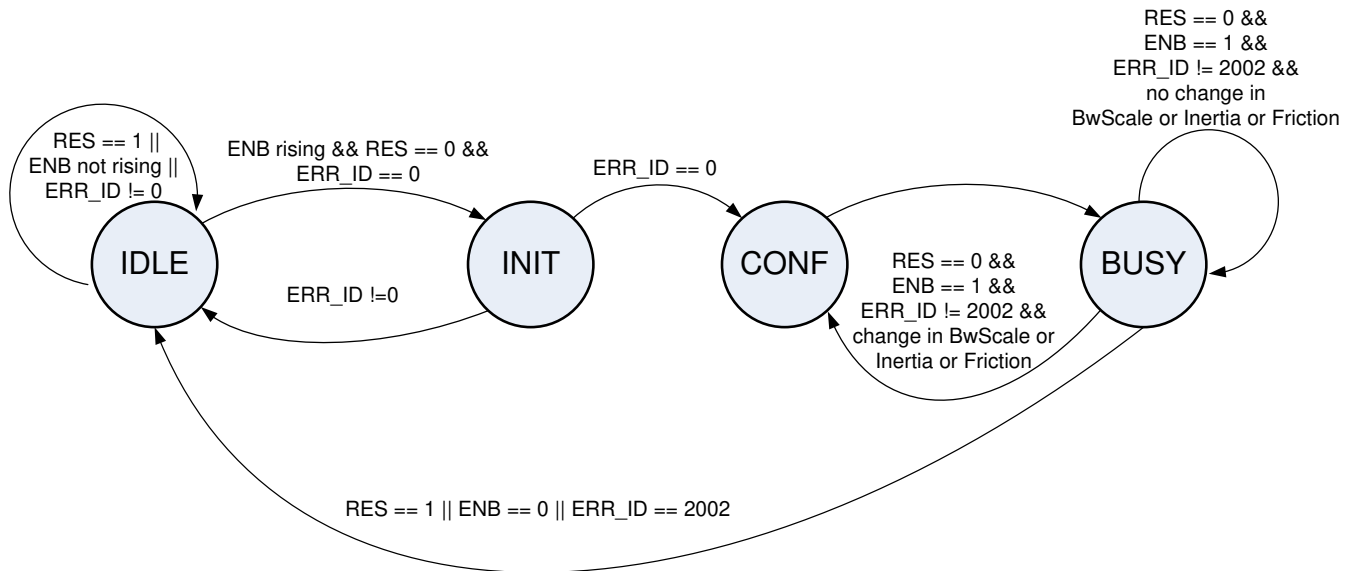 RES == 0 &&
ENB == 1 &&
ERR_ID != 2002 &&
no change in
BwScale or Inertia or Friction
RES == 1 ||
ENB not rising ||
ERR_ID != 0
ENB rising && RES == 0 &&
ERR_ID == 0
ERR_ID == 0
IDLE
INIT
CONF
BUSY
RES == 0 &&
ENB == 1 &&
ERR_ID != 2002 &&
change in BwScale or
Inertia or Friction
ERR_ID !=0
RES == 1 || ENB == 0 || ERR_ID == 2002